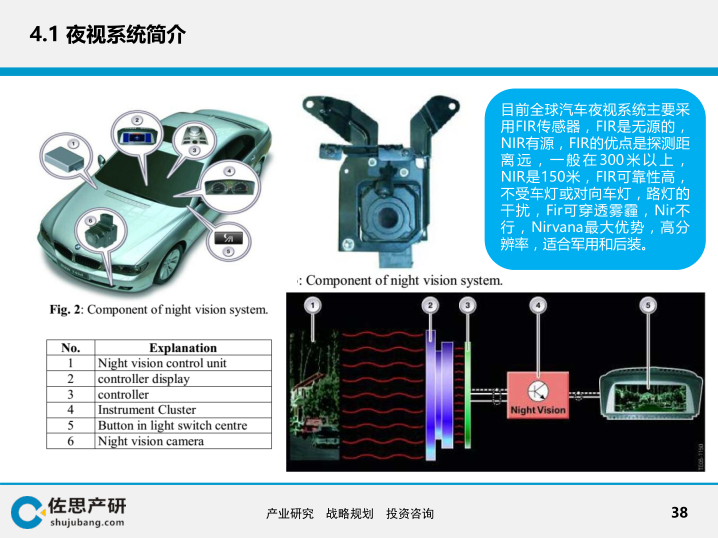 4.1 夜视系统简介
1
2
3
4
5
6
Fig. 2: Component of night vision system.
No. Explanation
1 Night vision control unit
2 controller display
3 controller
4 Instrument Cluster
5 Button in light switch centre
6 Night vision camera
: Component of night vision system.
目前全球汽车夜视系统主要采
用FIR传感器，FIR是无源的，
NIR有源，FIR的优点是探测距
离远，一般在300米以上，
NIR是150米，FIR可靠性高，
不受车灯或对向车灯，路灯的
干扰，Fir可穿透雾霾，Nir不
行，Nirvana最大优势，高分
辨率，适合军用和后装。
1 2 3 4 5
Night Vision
佐思产研
shujubang.com
产业研究 战略规划 投资咨询
38